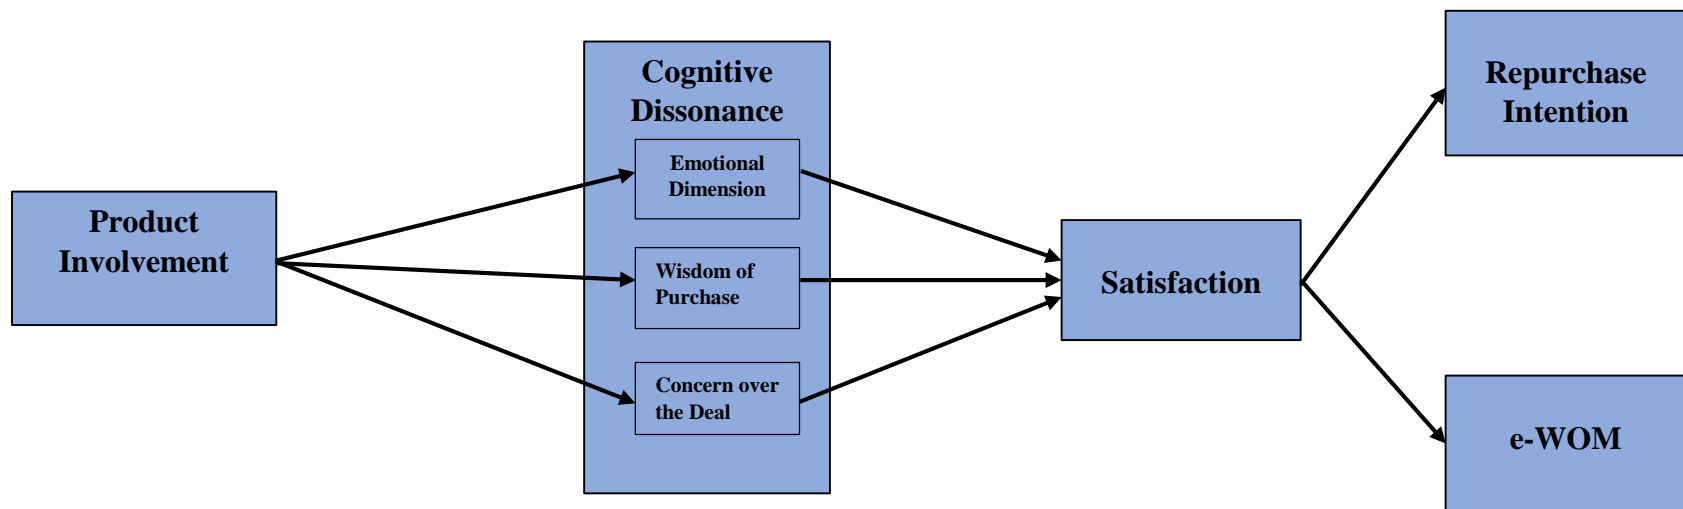 Product
Involvement
Cognitive
Dissonance
Emotional
Dimension
Wisdom of
Purchase
Concern over
the Deal
Satisfaction
Repurchase
Intention
e-WOM